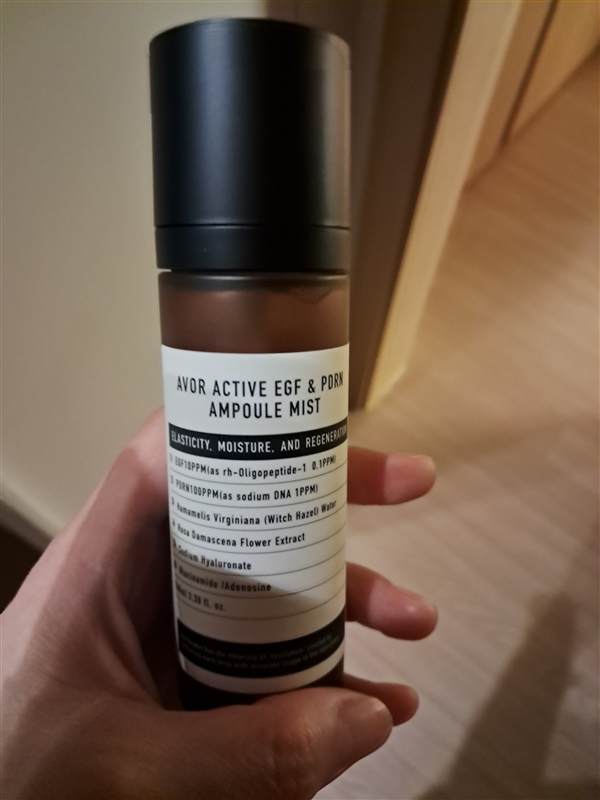 AVOR ACTIVE EGF & PDRN
AMPOULE MIST
ELASTICITY, MOISTURE, AND REGENERATION
EGF10PPM(as rh-Oligopeptide-1 0.1PPM)
PDRN100PPM(as sodium DNA 1PPM)
Hamamelis Virginiana (Witch Hazel) Water
Rosa Damascena Flower Extract
Sodium Hyaluronate
Niacinamide /Adenosine
3.38 fl. oz.